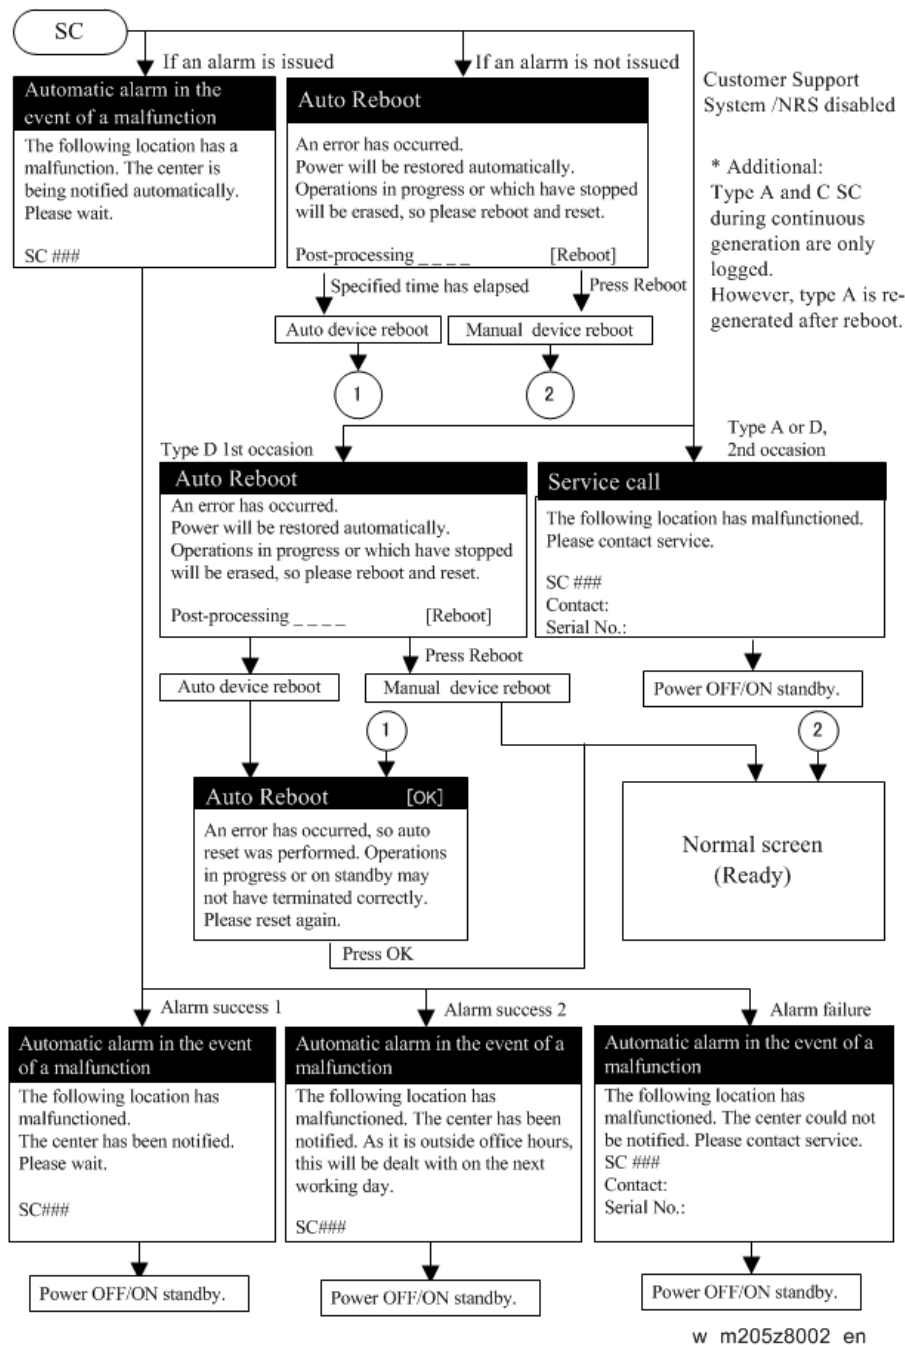 SC
If an alarm is issued
If an alarm is not issued
Customer Support
System /NRS disabled
Automatic alarm in the
event of a malfunction
The following location has a
malfunction. The center is
being notified automatically.
Please wait.
SC ###
Auto Reboot
An error has occurred.
Power will be restored automatically.
Operations in progress or which have stopped
will be erased, so please reboot and reset.
Post-processing _ _ _ _ [Reboot]
* Additional:
Type A and C SC
during continuous
generation are only
logged.
However, type A is re-
generated after reboot.
Specified time has elapsed
Press Reboot
Auto device reboot
Manual device reboot
1
2
Type D 1st occasion
Type A or D,
2nd occasion
Auto Reboot
An error has occurred.
Power will be restored automatically.
Operations in progress or which have stopped
will be erased, so please reboot and reset.
Post-processing _ _ _ _ [Reboot]
Service call
The following location has malfunctioned.
Please contact service.
SC ###
Contact:
Serial No.:
Press Reboot
Auto device reboot
Manual device reboot
Power OFF/ON standby.
1
2
Auto Reboot [OK]
An error has occurred, so auto
reset was performed. Operations
in progress or on standby may
not have terminated correctly.
Please reset again.
Normal screen
(Ready)
Press OK
Alarm success 1
Alarm success 2
Alarm failure
Automatic alarm in the event
of a malfunction
The following location has
malfunctioned.
The center has been notified.
Please wait.
SC###
Automatic alarm in the event of a
malfunction
The following location has
malfunctioned. The center has been
notified. As it is outside office hours,
this will be dealt with on the next
working day.
SC###
Automatic alarm in the event of a
malfunction
The following location has
malfunctioned. The center could not
be notified. Please contact service.
SC ###
Contact:
Serial No.:
Power OFF/ON standby.
Power OFF/ON standby.
Power OFF/ON standby.
w_m205z8002_en